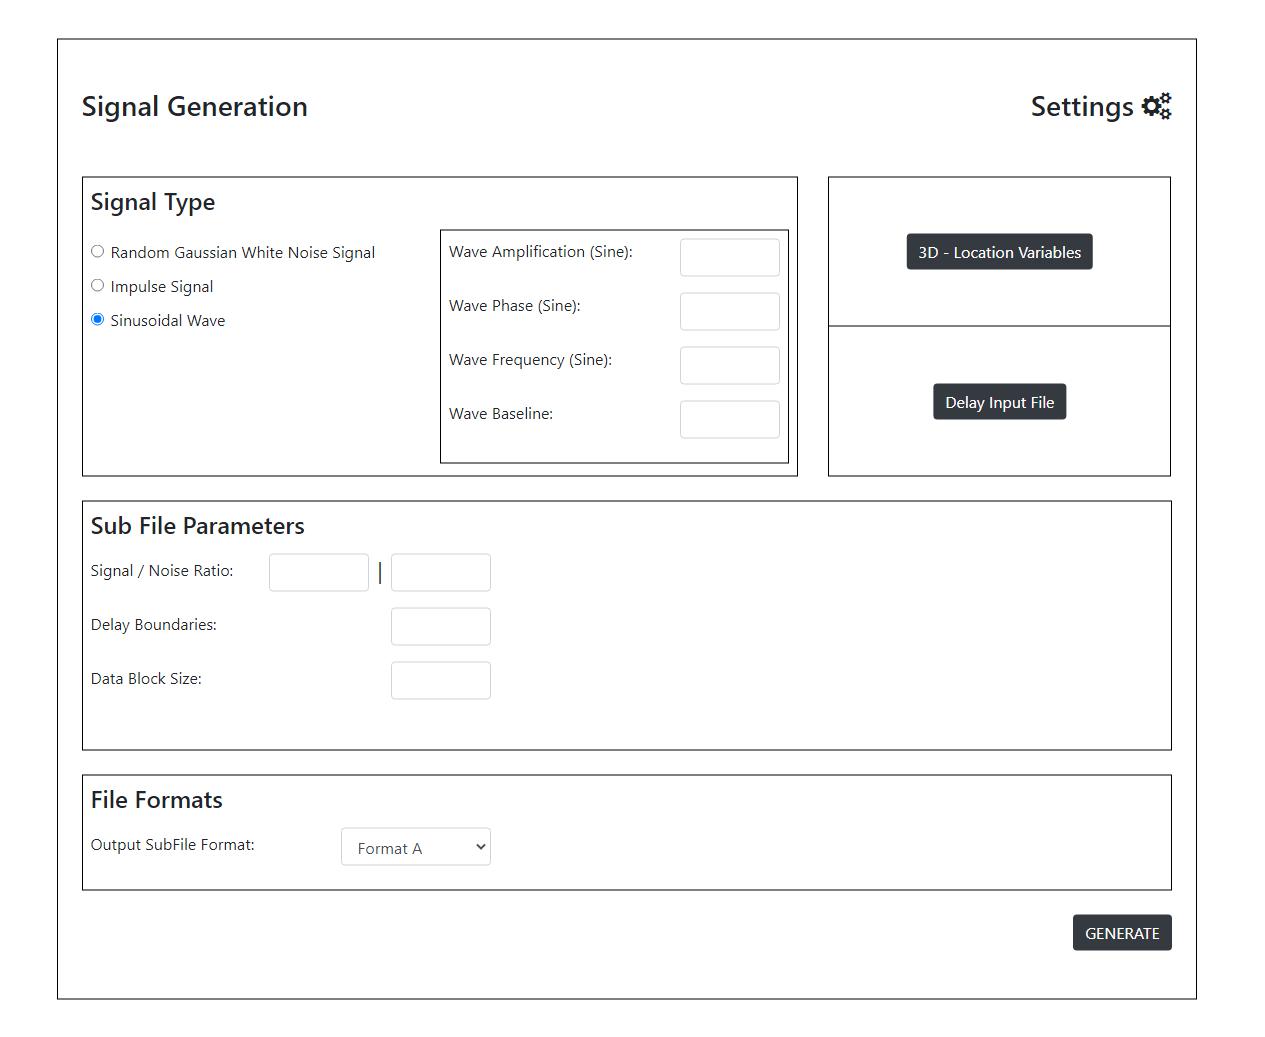 Signal Generation
Settings
Signal Type
Random Gaussian White Noise Signal
Impulse Signal
Sinusoidal Wave
Wave Amplification (Sine):
Wave Phase (Sine):
Wave Frequency (Sine):
Wave Baseline:
3D - Location Variables
Delay Input File
Sub File Parameters
Signal / Noise Ratio: |
Delay Boundaries:
Data Block Size:
File Formats
Output SubFile Format: Format A
GENERATE